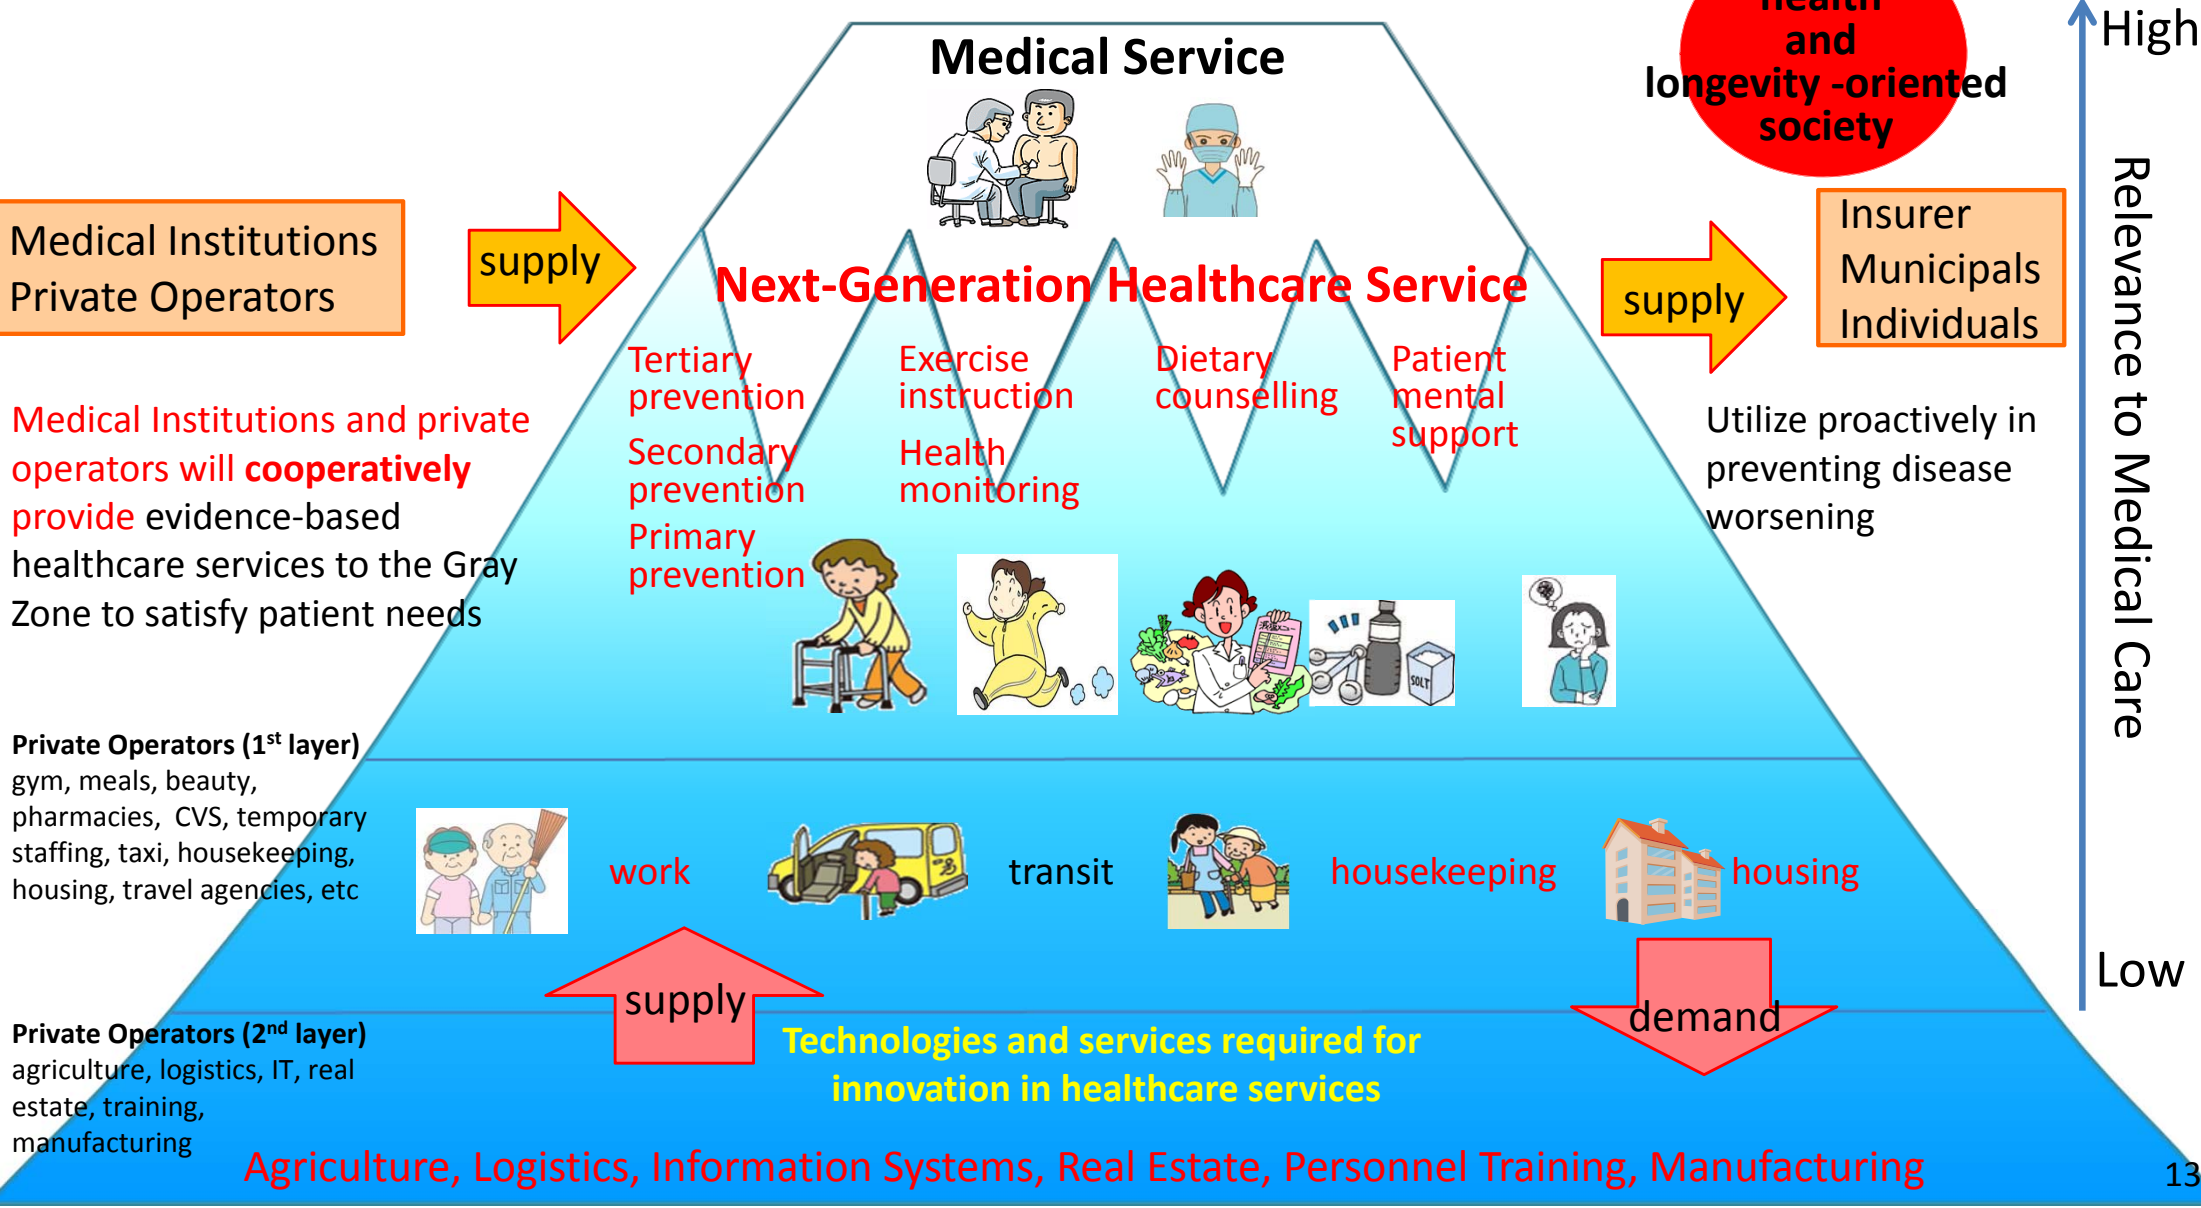 health
and
longevity -oriented
society
High
Relevance to Medical Care
Low
Medical Service
Medical Institutions
Private Operators
supply
Next-Generation Healthcare Service
supply
Insurer
Municipals
Individuals
Tertiary
prevention
Secondary
prevention
Primary
prevention
Exercise
instruction
Health
monitoring
Dietary
counselling
Patient
mental
support
Medical Institutions and private
operators will cooperatively
provide evidence-based
healthcare services to the Gray
Zone to satisfy patient needs
Utilize proactively in
preventing disease
worsening
SOLT
Private Operators (1st layer)
gym, meals, beauty,
pharmacies, CVS, temporary
staffing, taxi, housekeeping,
housing, travel agencies, etc
work
transit
housekeeping
housing
supply
demand
Private Operators (2nd layer)
agriculture, logistics, IT, real
estate, training,
manufacturing
Technologies and services required for
innovation in healthcare services
Agriculture, Logistics, Information Systems, Real Estate, Personnel Training, Manufacturing
13